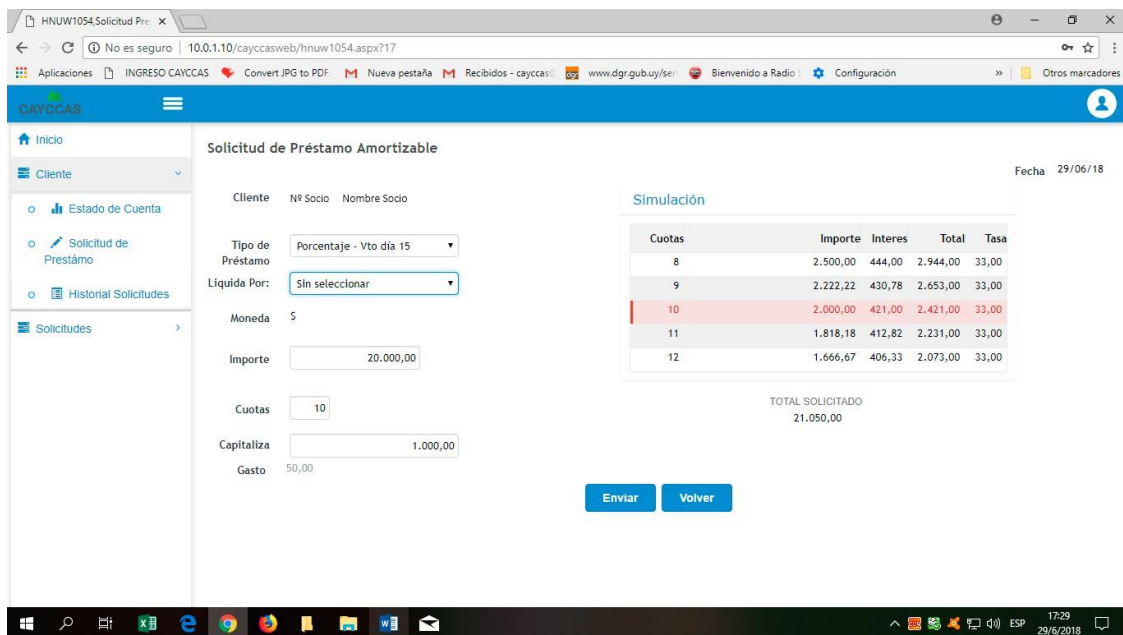 HNUW1054,Solicitud Pre
No es seguro | 10.0.1.10/cayccasweb/hnuw1054.aspx?17
Aplicaciones INGRESO CAYCCAS Convert JPG to PDF. Nueva pestaña Recibidos - cayccas www.dgr.gub.uy/ser Bienvenido a Radio Configuración » Otros marcadores
CAYCCAS
Inicio
Cliente
Estado de Cuenta
Solicitud de
Prestámo
Historial Solicitudes
Solicitudes
Solicitud de Préstamo Amortizable
Fecha 29/06/18
Cliente Nº Socio Nombre Socio
Tipo de
Préstamo
Porcentaje - Vto día 15
Liquida Por: Sin seleccionar
Moneda $
Importe 20.000,00
Cuotas 10
Capitaliza 1.000,00
Gasto 50,00
Simulación
Cuotas Importe Interes Total Tasa
8 2.500,00 444,00 2.944,00 33,00
9 2.222,22 430,78 2.653,00 33,00
10 2.000,00 421,00 2.421,00 33,00
11 1.818,18 412,82 2.231,00 33,00
12 1.666,67 406,33 2.073,00 33,00
TOTAL SOLICITADO
21.050,00
Enviar Volver
ESP
17:29
29/6/2018